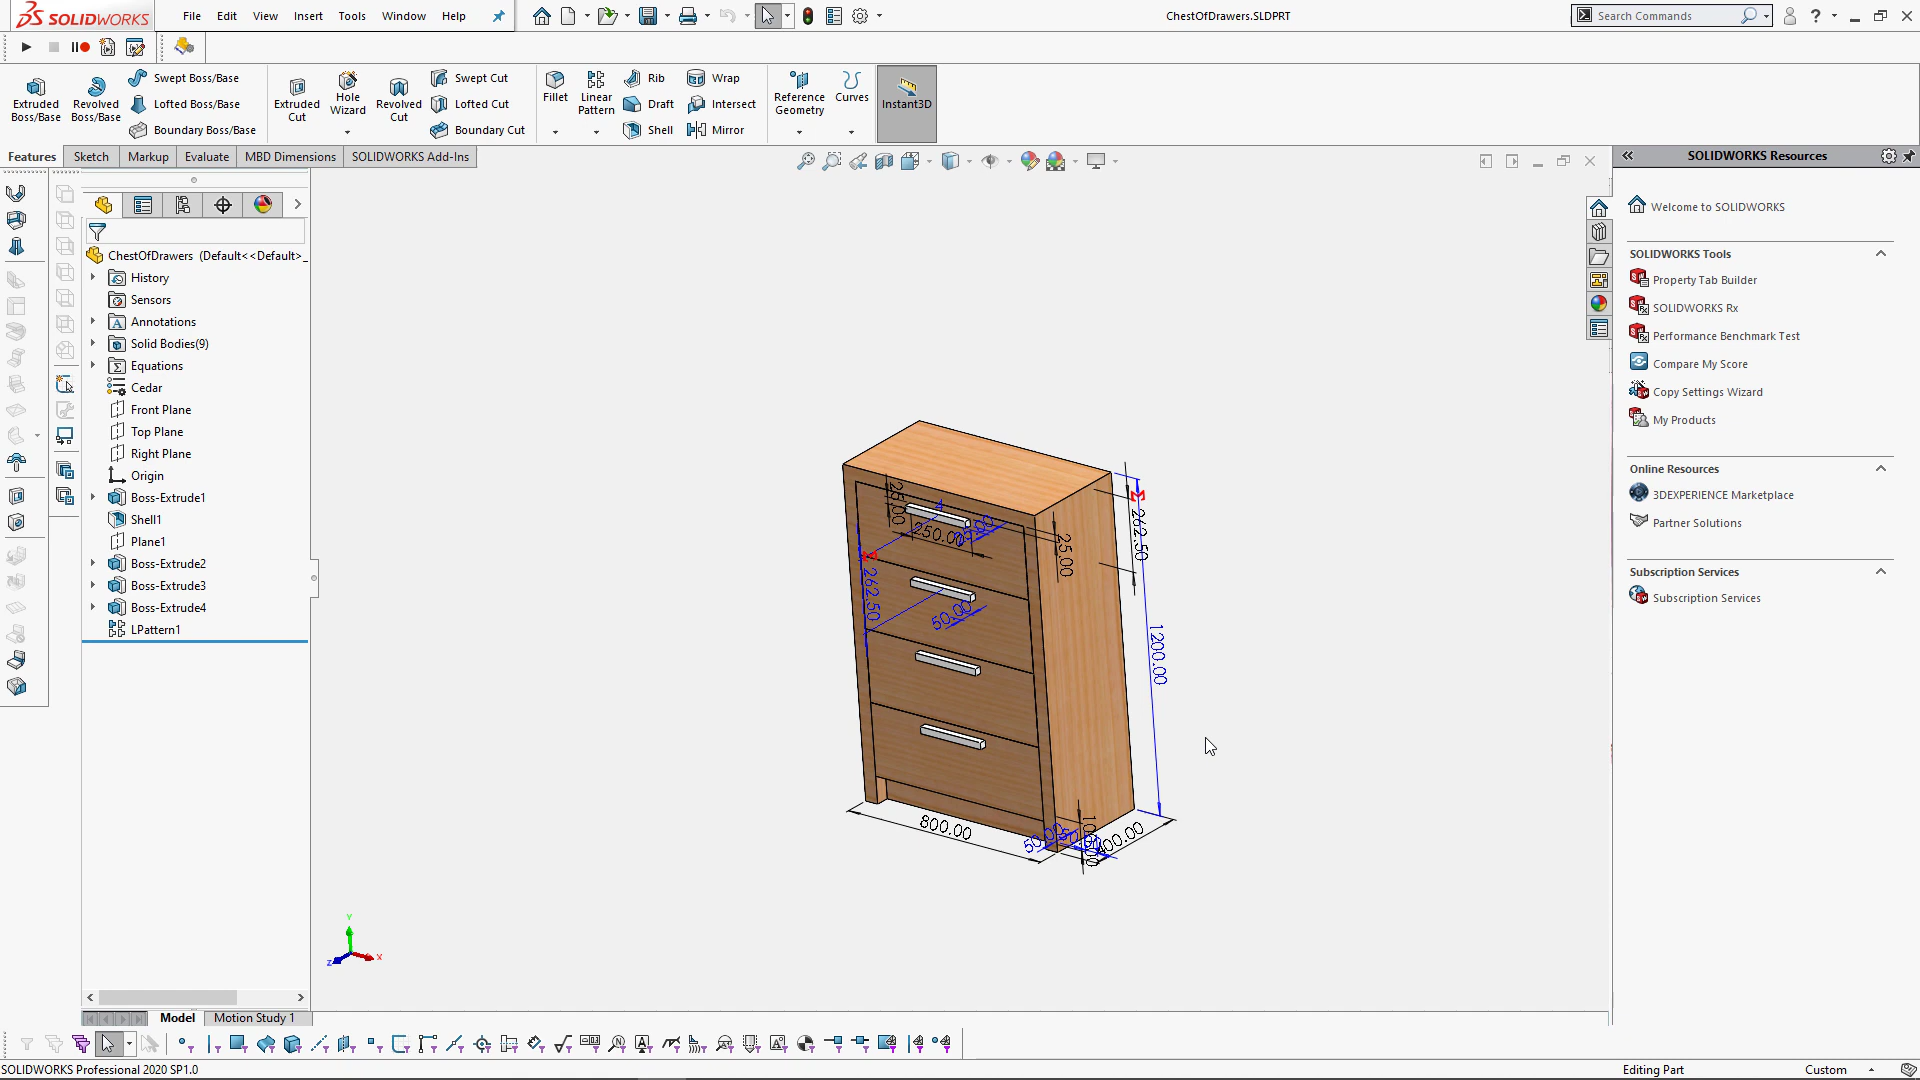 SOLIDWORKS
File Edit View Insert Tools Window Help
ChestOfDrawers.SLDPRT
Search Commands
Extruded Boss/Base
Revolved Boss/Base
Swept Boss/Base
Lofted Boss/Base
Boundary Boss/Base
Extruded Cut
Hole Wizard
Revolved Cut
Swept Cut
Lofted Cut
Boundary Cut
Fillet
Linear Pattern
Rib
Draft
Shell
Wrap
Intersect
Mirror
Reference Geometry
Curves
Instant3D
Features Sketch Markup Evaluate MBD Dimensions SOLIDWORKS Add-Ins
ChestOfDrawers (Default<<Default>_
History
Sensors
Annotations
Solid Bodies(9)
Equations
Cedar
Front Plane
Top Plane
Right Plane
Origin
Boss-Extrude1
Shell1
Plane1
Boss-Extrude2
Boss-Extrude3
Boss-Extrude4
LPattern1
4
25.00
250.00
25.00
262.50
262.50
50.00
1200.00
800.00
50.00
Y
X
Z
SOLIDWORKS Resources
Welcome to SOLIDWORKS
SOLIDWORKS Tools
Property Tab Builder
SOLIDWORKS Rx
Performance Benchmark Test
Compare My Score
Copy Settings Wizard
My Products
Online Resources
3DEXPERIENCE Marketplace
Partner Solutions
Subscription Services
Subscription Services
Model Motion Study 1
SOLIDWORKS Professional 2020 SP1.0
Editing Part
Custom